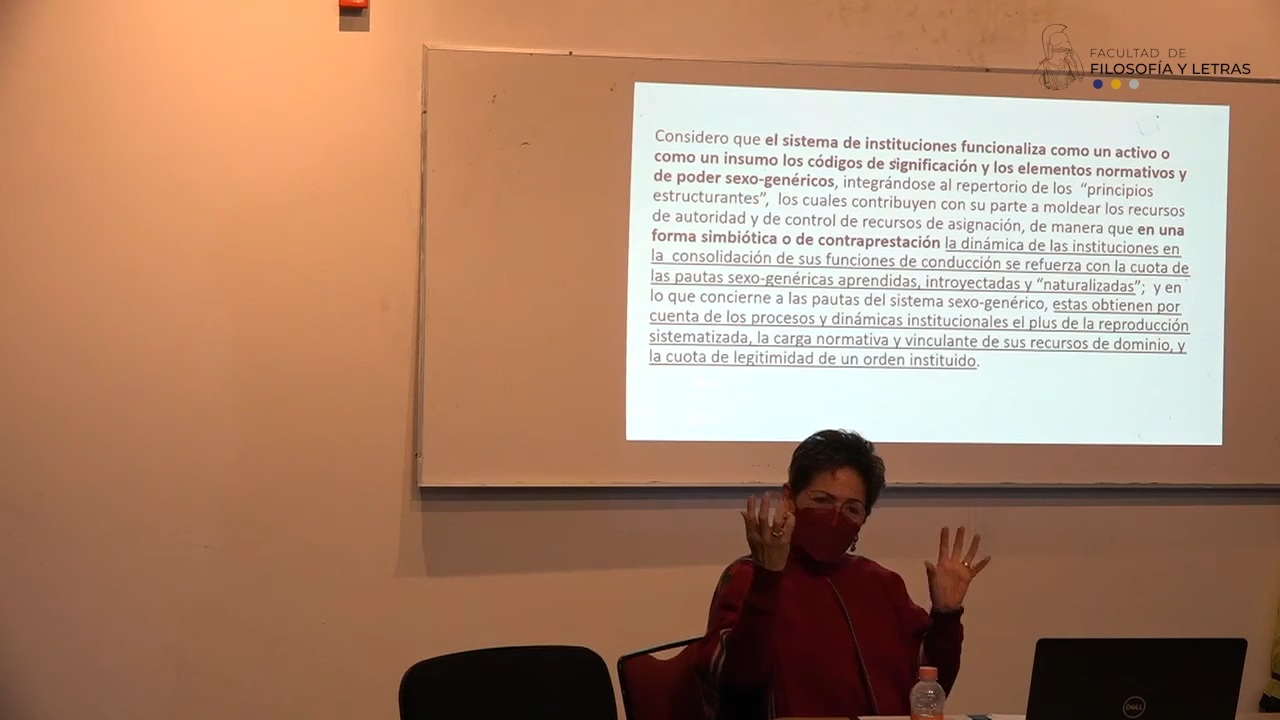 FACULTAD DE
FILOSOFÍA Y LETRAS
Considero que el sistema de instituciones funcionaliza como un activo o
como un insumo los códigos de significación y los elementos normativos y
de poder sexo-genéricos, integrándose al repertorio de los “principios
estructurantes”, los cuales contribuyen con su parte a moldear los recursos
de autoridad y de control de recursos de asignación, de manera que en una
forma simbiótica o de contraprestación la dinámica de las instituciones en
la consolidación de sus funciones de conducción se refuerza con la cuota de
las pautas sexo-genéricas aprendidas, introyectadas y “naturalizadas”; y en
lo que concierne a las pautas del sistema sexo-genérico, estas obtienen por
cuenta de los procesos y dinámicas institucionales el plus de la reproducción
sistematizada, la carga normativa y vinculante de sus recursos de dominio, y
la cuota de legitimidad de un orden instituido.
DELL